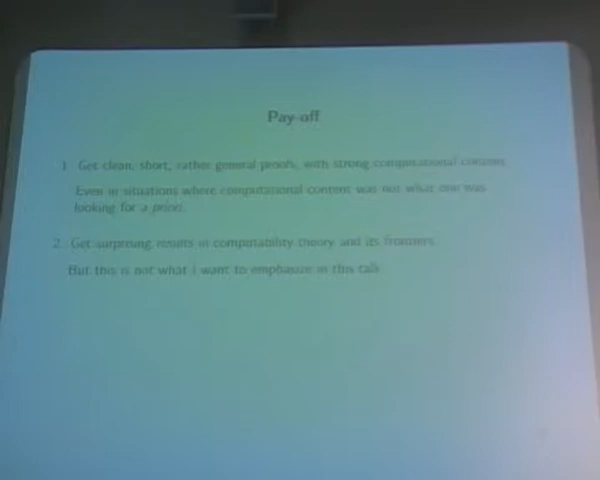 Pay-off
1. Get clean, short, rather general proofs, with strong computational content.
Even in situations where computational content was not what one was
looking for a priori.
2. Get surprising results in computability theory and its frontiers.
But this is not what I want to emphasize in this talk.